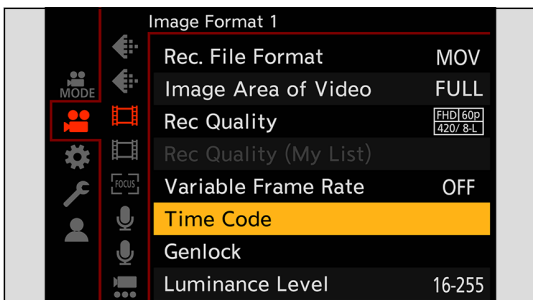 Image Format 1
Rec. File Format MOV
MODE
Image Area of Video FULL
Rec Quality FHD 60p
420/ 8-L
Rec Quality (My List)
Variable Frame Rate OFF
FOCUS
Time Code
Genlock
Luminance Level 16-255